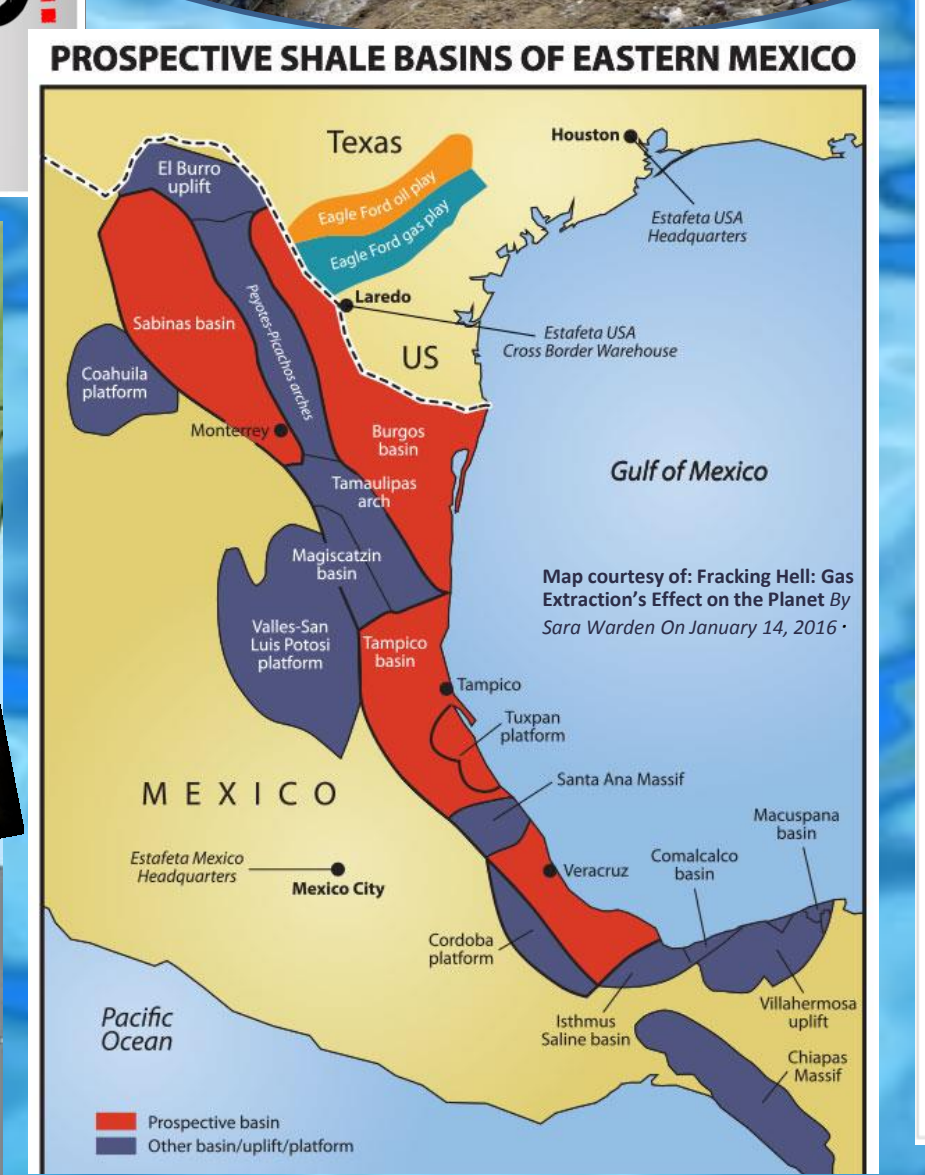 PROSPECTIVE SHALE BASINS OF EASTERN MEXICO
Texas
Houston
El Burro
uplift
Eagle Ford oil play
Eagle Ford gas play
Estafeta USA
Headquarters
Laredo
Peyotes-Picachos arches
Sabinas basin
Estafeta USA
Cross Border Warehouse
US
Coahuila
platform
Monterrey
Burgos
basin
Gulf of Mexico
Tamaulipas
arch
Magiscatzin
basin
Map courtesy of: Fracking Hell: Gas
Extraction’s Effect on the Planet By
Sara Warden On January 14, 2016 ·
Valles-San
Luis Potosi
platform
Tampico
basin
Tampico
Tuxpan
platform
Santa Ana Massif
MEXICO
Macuspana
basin
Estafeta Mexico
Headquarters
Mexico City
Veracruz
Comalcalco
basin
Cordoba
platform
Villahermosa
uplift
Isthmus
Saline basin
Pacific
Ocean
Chiapas
Massif
Prospective basin
Other basin/uplift/platform